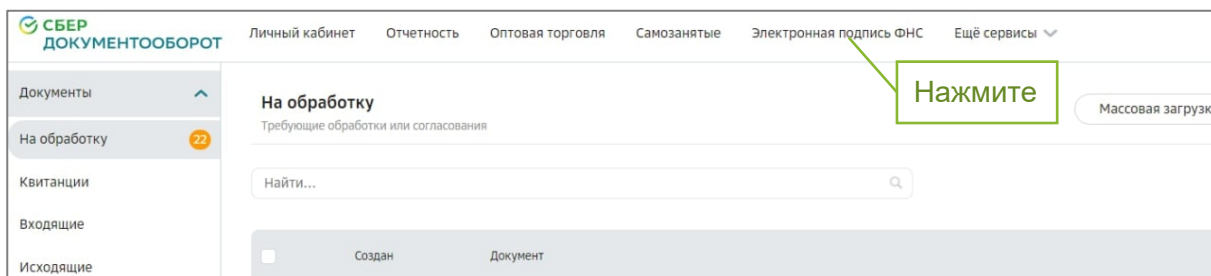 СБЕР
ДОКУМЕНТООБОРОТ
Личный кабинет Отчетность Оптовая торговля Самозанятые Электронная подпись ФНС Ещё сервисы
Документы
На обработку 22
Квитанции
Входящие
Исходящие
На обработку
Требующие обработки или согласования
Нажмите
Массовая загрузк
Найти...
Создан Документ